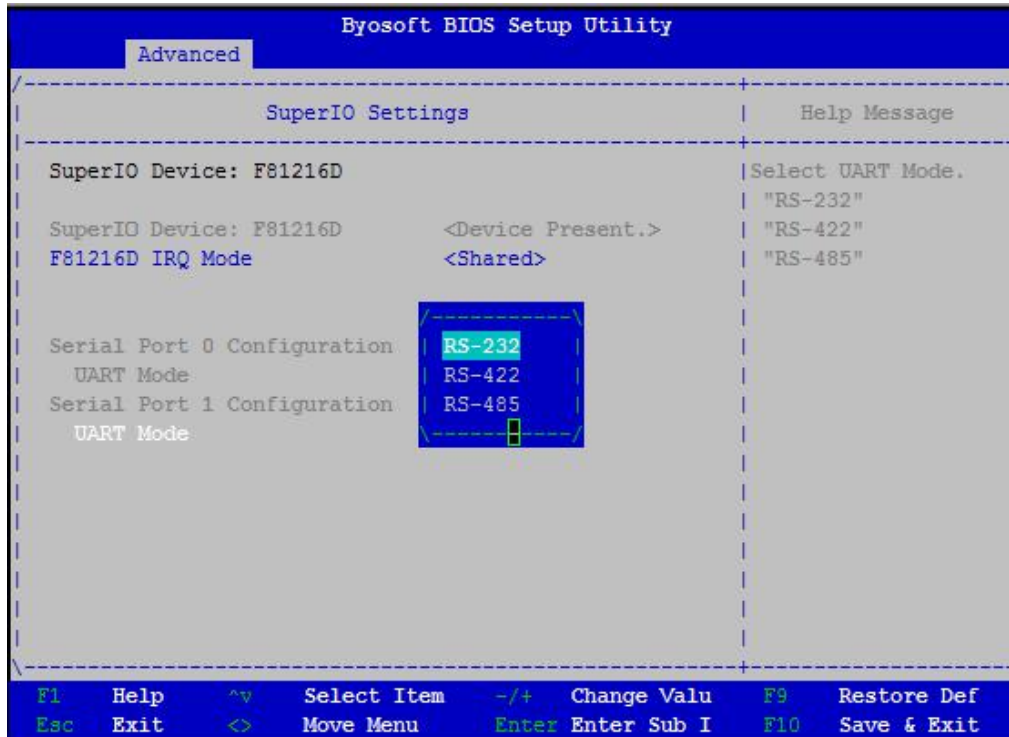 Byosoft BIOS Setup Utility
Advanced
SuperIO Settings
Help Message
SuperIO Device: F81216D
SuperIO Device: F81216D <Device Present.>
F81216D IRQ Mode <Shared>
Serial Port 0 Configuration
UART Mode
Serial Port 1 Configuration
UART Mode
RS-232
RS-422
RS-485
Select UART Mode.
"RS-232"
"RS-422"
"RS-485"
F1 Help ^v Select Item -/+ Change Valu F9 Restore Def
Esc Exit <> Move Menu Enter Enter Sub I F10 Save & Exit